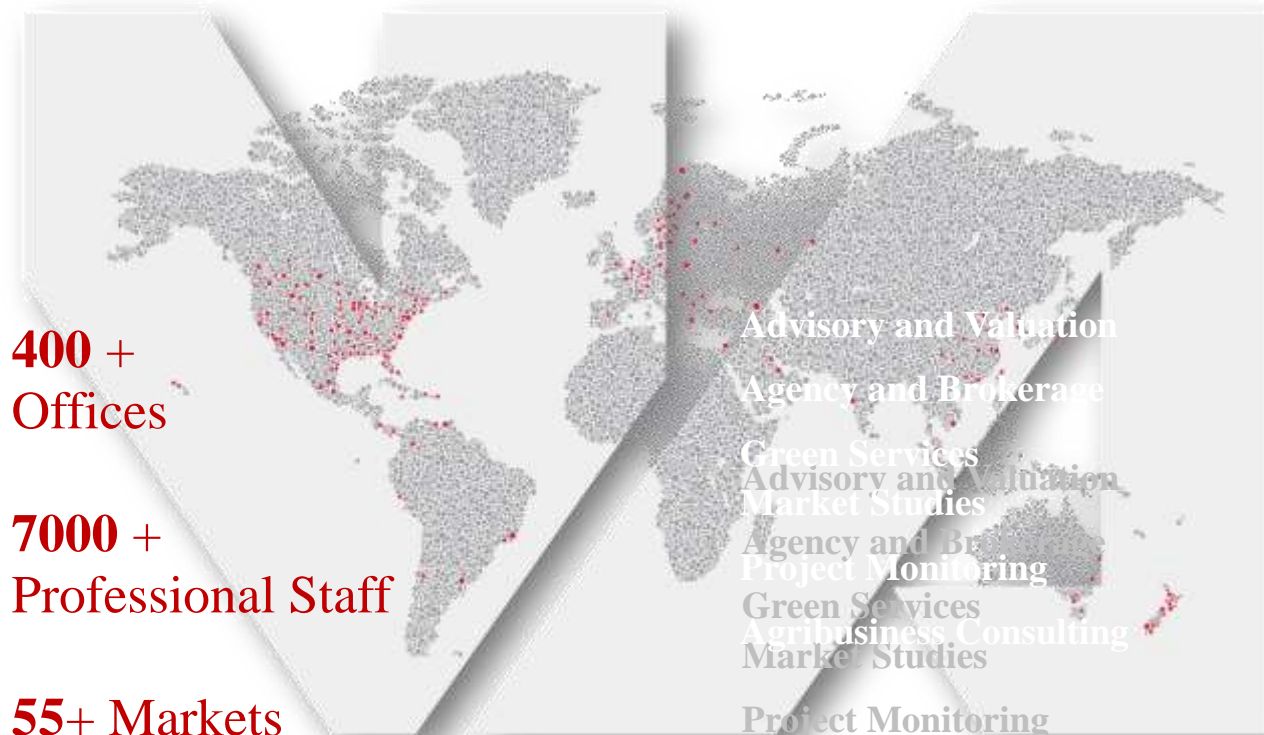 400 +
Offices
7000 +
Professional Staff
55+ Markets
Advisory and Valuation
Agency and Brokerage
Green Services
Market Studies
Project Monitoring
Agribusiness Consulting
Advisory and Valuation
Agency and Brokerage
Green Services
Market Studies
Project Monitoring